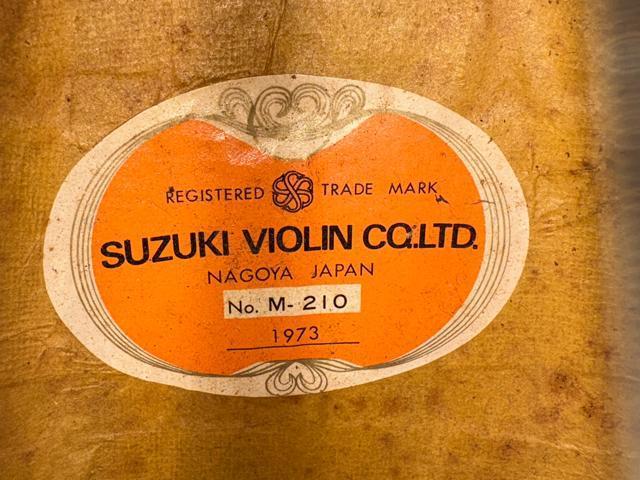 REGISTERED TRADE MARK
SUZUKI VIOLIN CO.LTD.
NAGOYA JAPAN
No. M-210
1973